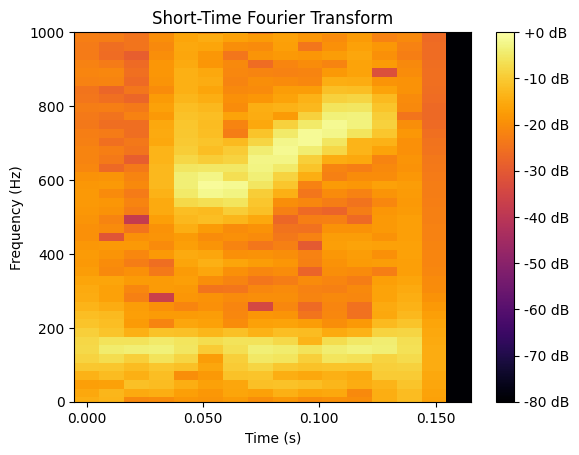 Short-Time Fourier Transform
Frequency (Hz)
1000
800
600
400
200
0
0.000 0.050 0.100 0.150
Time (s)
+0 dB
-10 dB
-20 dB
-30 dB
-40 dB
-50 dB
-60 dB
-70 dB
-80 dB